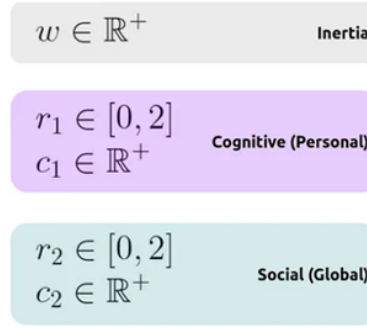 w ∈ ℝ⁺ Inertia
r₁ ∈ [0, 2]
Cognitive (Personal)
c₁ ∈ ℝ⁺
r₂ ∈ [0, 2]
Social (Global)
c₂ ∈ ℝ⁺